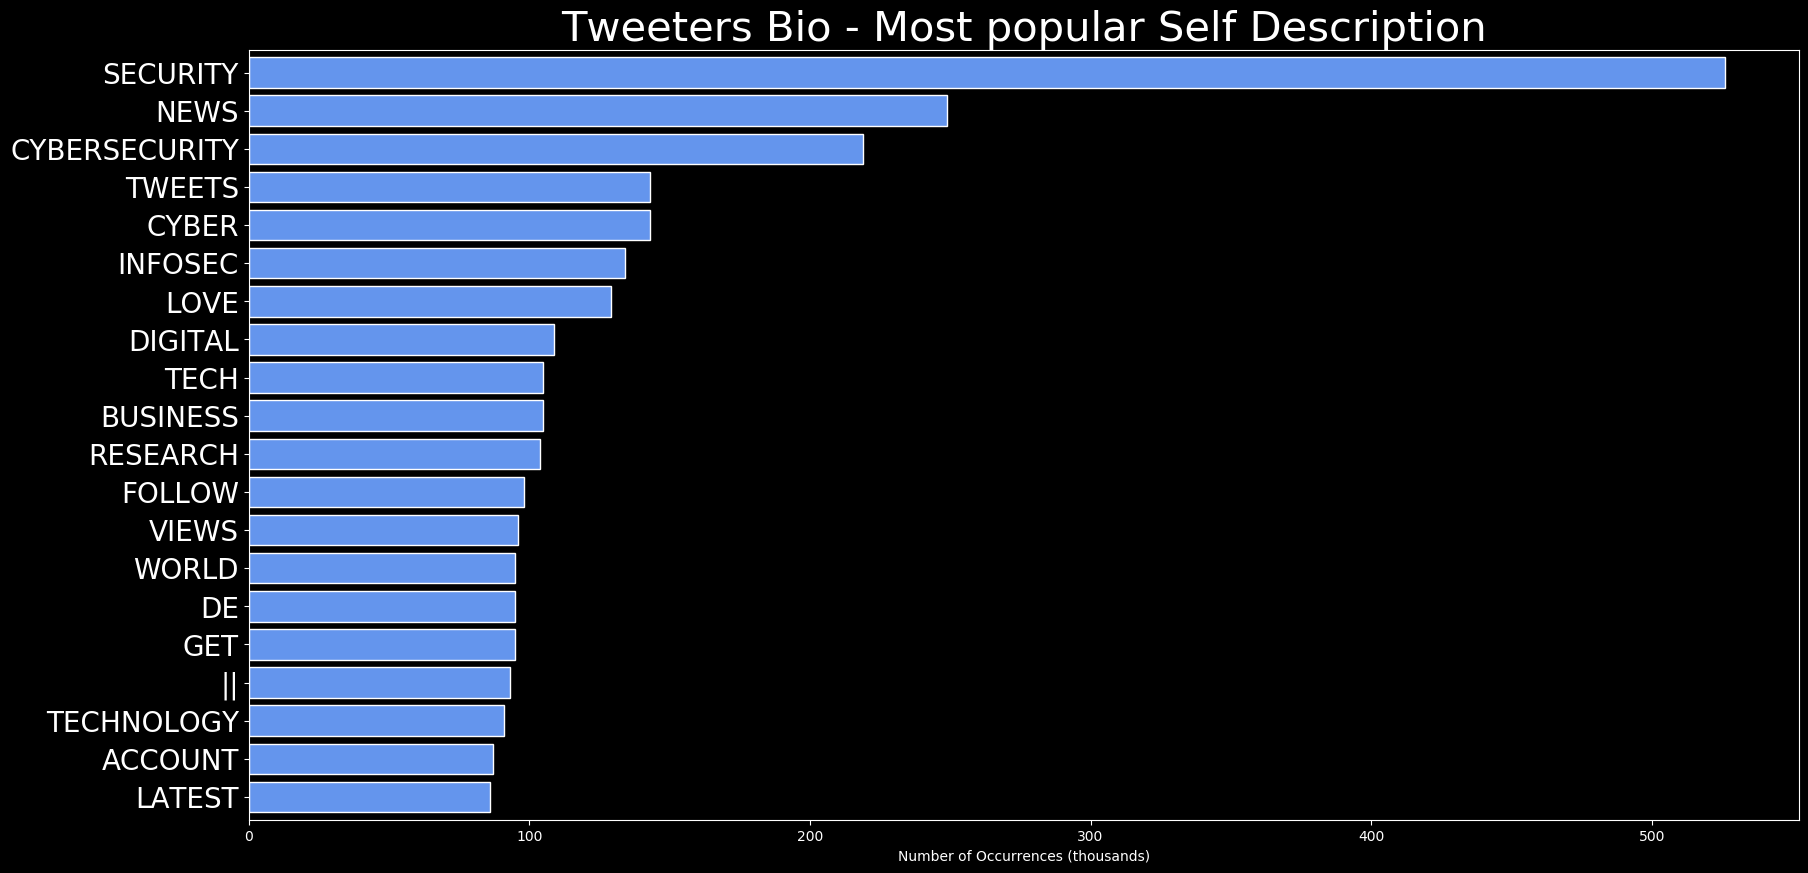 Tweeters Bio - Most popular Self Description
SECURITY
NEWS
CYBERSECURITY
TWEETS
CYBER
INFOSEC
LOVE
DIGITAL
TECH
BUSINESS
RESEARCH
FOLLOW
VIEWS
WORLD
DE
GET
||
TECHNOLOGY
ACCOUNT
LATEST
0 100 200 300 400 500
Number of Occurrences (thousands)